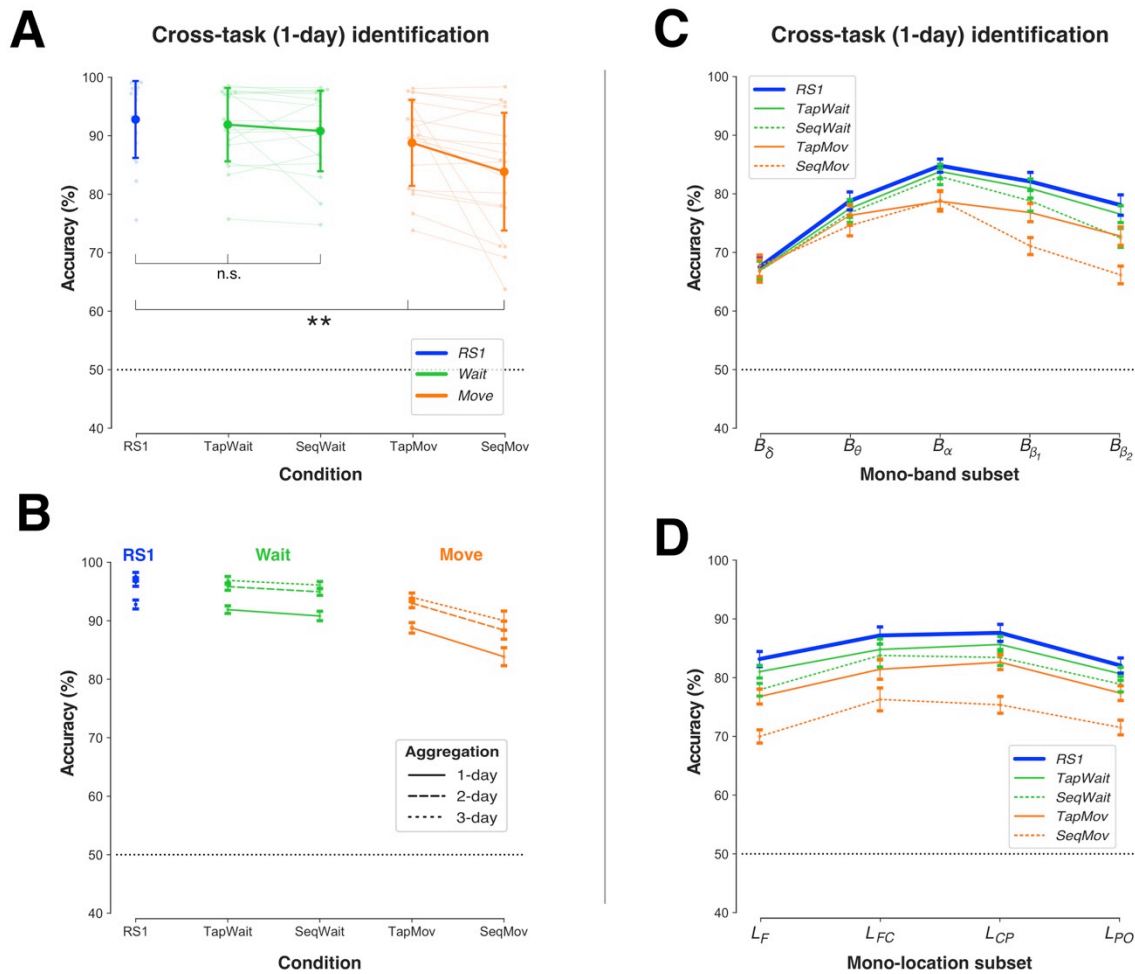 A
Cross-task (1-day) identification
100
90
80
70
60
50
40
Accuracy (%)
n.s.
**
RS1
Wait
Move
RS1 TapWait SeqWait TapMov SeqMov
Condition
B
RS1 Wait Move
100
90
80
70
60
50
40
Accuracy (%)
Aggregation
1-day
2-day
3-day
RS1 TapWait SeqWait TapMov SeqMov
Condition
C
Cross-task (1-day) identification
100
90
80
70
60
50
40
Accuracy (%)
RS1
TapWait
SeqWait
TapMov
SeqMov
Bδ Bθ Bα Bβ1 Bβ2
Mono-band subset
D
100
90
80
70
60
50
40
Accuracy (%)
RS1
TapWait
SeqWait
TapMov
SeqMov
LF LFC LCP LPO
Mono-location subset